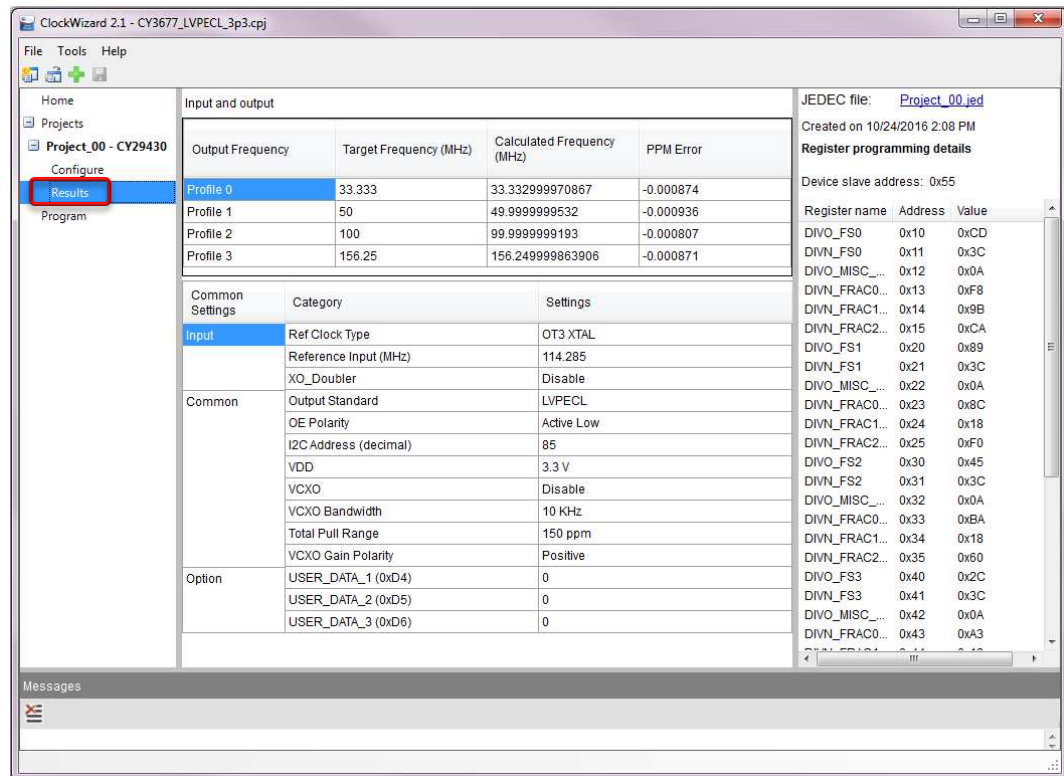 ClockWizard 2.1 - CY3677_LVPECL_3p3.cpj
File Tools Help
Home
Projects
Project_00 - CY29430
Configure
Results
Program
Input and output
Output Frequency Target Frequency (MHz) Calculated Frequency (MHz) PPM Error
Profile 0 33.333 33.332999970867 -0.000874
Profile 1 50 49.9999999532 -0.000936
Profile 2 100 99.9999999193 -0.000807
Profile 3 156.25 156.249999863906 -0.000871
Common Settings Category Settings
Input Ref Clock Type OT3 XTAL
Reference Input (MHz) 114.285
XO_Doubler Disable
Common Output Standard LVPECL
OE Polarity Active Low
I2C Address (decimal) 85
VDD 3.3 V
VCXO Disable
VCXO Bandwidth 10 KHz
Total Pull Range 150 ppm
VCXO Gain Polarity Positive
Option USER_DATA_1 (0xD4) 0
USER_DATA_2 (0xD5) 0
USER_DATA_3 (0xD6) 0
JEDEC file: Project_00.jed
Created on 10/24/2016 2:08 PM
Register programming details
Device slave address: 0x55
Register name Address Value
DIVO_FS0 0x10 0xCD
DIVN_FS0 0x11 0x3C
DIVO_MISC_... 0x12 0x0A
DIVN_FRAC0... 0x13 0xF8
DIVN_FRAC1... 0x14 0x9B
DIVN_FRAC2... 0x15 0xCA
DIVO_FS1 0x20 0x89
DIVN_FS1 0x21 0x3C
DIVO_MISC_... 0x22 0x0A
DIVN_FRAC0... 0x23 0x8C
DIVN_FRAC1... 0x24 0x18
DIVN_FRAC2... 0x25 0xF0
DIVO_FS2 0x30 0x45
DIVN_FS2 0x31 0x3C
DIVO_MISC_... 0x32 0x0A
DIVN_FRAC0... 0x33 0xBA
DIVN_FRAC1... 0x34 0x18
DIVN_FRAC2... 0x35 0x60
DIVO_FS3 0x40 0x2C
DIVN_FS3 0x41 0x3C
DIVO_MISC_... 0x42 0x0A
DIVN_FRAC0... 0x43 0xA3
Messages